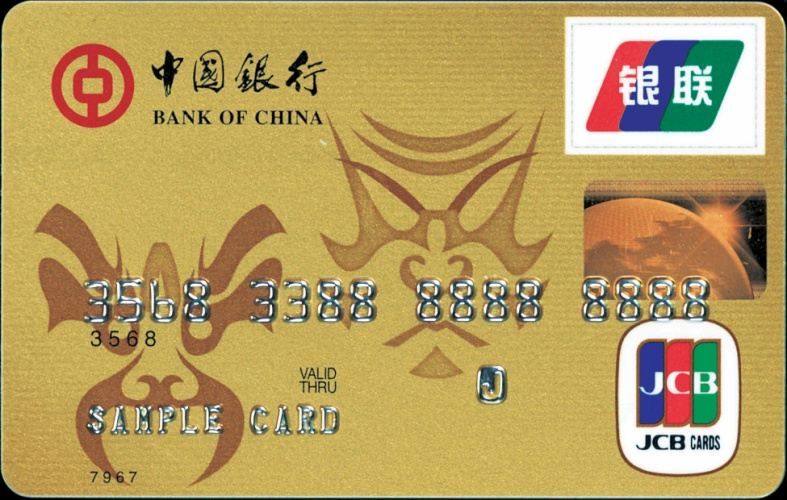 中国銀行
BANK OF CHINA
银联
3568 3388 8888 8888
3568
VALID
THRU
J
JCB
SAMPLE CARD
JCB CARDS
7967